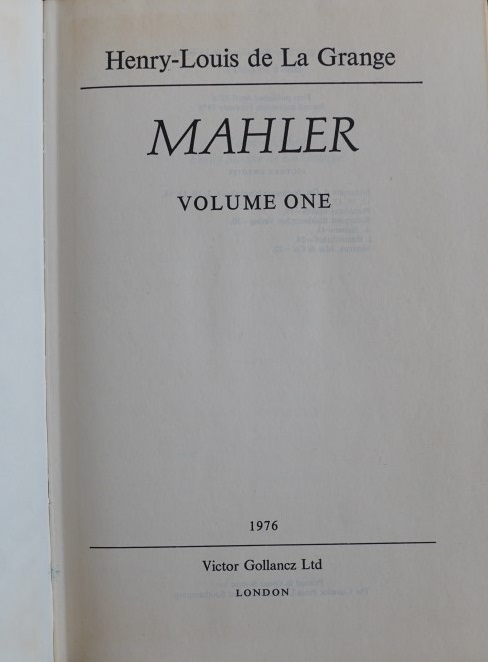 Henry-Louis de La Grange
MAHLER
VOLUME ONE
1976
Victor Gollancz Ltd
LONDON